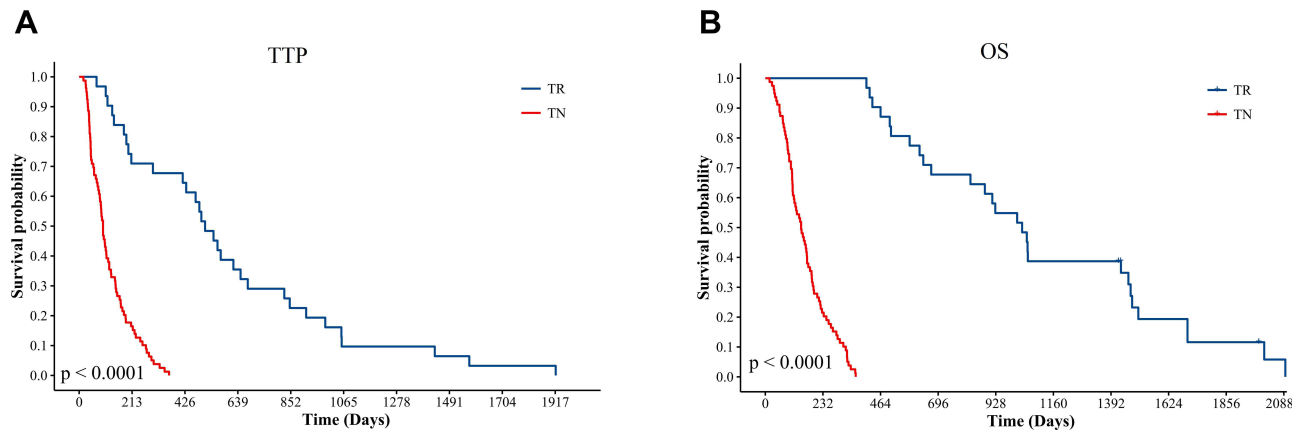 A
TTP
TR
TN
Survival probability
1.0
0.9
0.8
0.7
0.6
0.5
0.4
0.3
0.2
0.1
0.0
p < 0.0001
0 213 426 639 852 1065 1278 1491 1704 1917
Time (Days)
B
OS
TR
TN
Survival probability
1.0
0.9
0.8
0.7
0.6
0.5
0.4
0.3
0.2
0.1
0.0
p < 0.0001
0 232 464 696 928 1160 1392 1624 1856 2088
Time (Days)